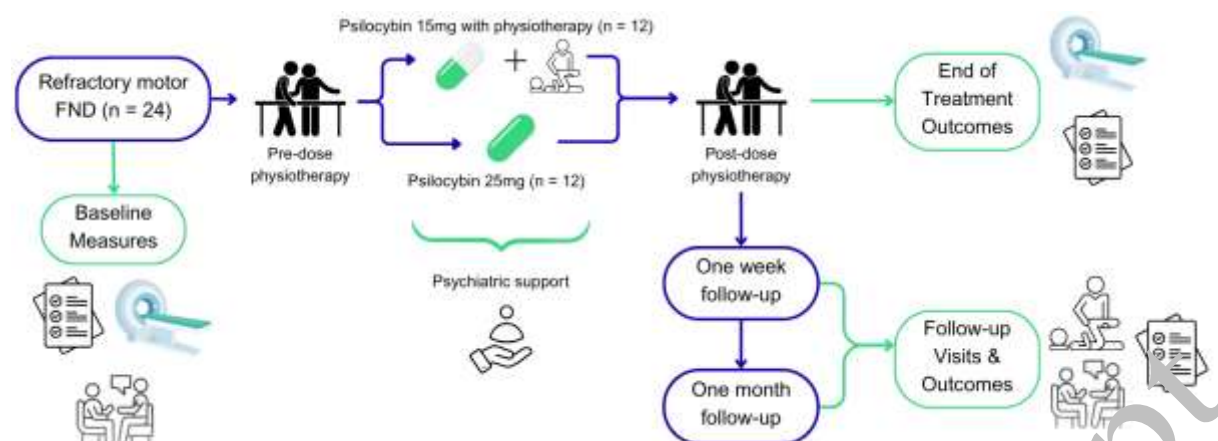 Psilocybin 15mg with physiotherapy (n = 12)
Refractory motor
FND (n = 24)
Pre-dose
physiotherapy
Psilocybin 25mg (n = 12)
Psychiatric support
Post-dose
physiotherapy
End of
Treatment
Outcomes
Baseline
Measures
One week
follow-up
One month
follow-up
Follow-up
Visits &
Outcomes